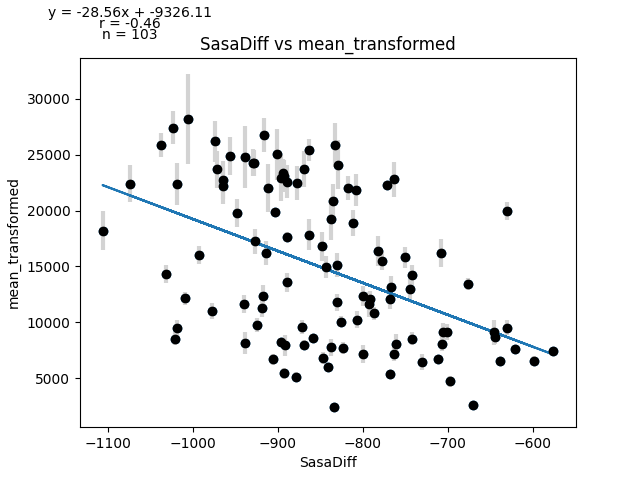 y = -28.56x + -9326.11
r = -0.46
n = 103
SasaDiff vs mean_transformed
30000
25000
20000
15000
10000
5000
mean_transformed
−1100
−1000
−900
−800
−700
−600
SasaDiff